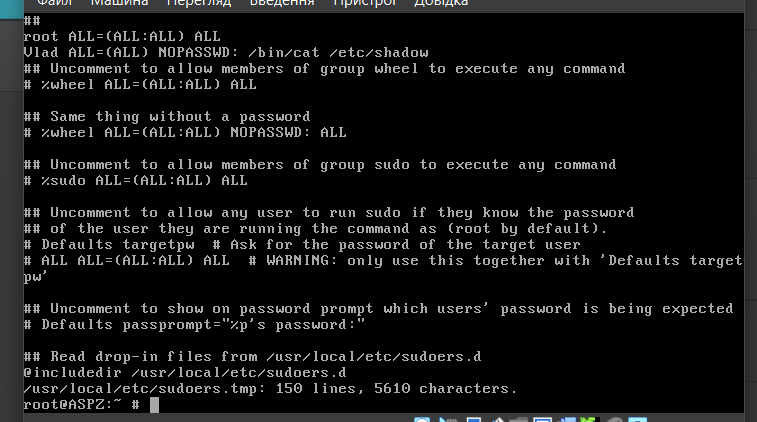 Файл Машина Перегляд Введення Пристрої Довідка
##
root ALL=(ALL:ALL) ALL
Vlad ALL=(ALL) NOPASSWD: /bin/cat /etc/shadow
## Uncomment to allow members of group wheel to execute any command
# %wheel ALL=(ALL:ALL) ALL
## Same thing without a password
# %wheel ALL=(ALL:ALL) NOPASSWD: ALL
## Uncomment to allow members of group sudo to execute any command
# %sudo ALL=(ALL:ALL) ALL
## Uncomment to allow any user to run sudo if they know the password
## of the user they are running the command as (root by default).
# Defaults targetpw  # Ask for the password of the target user
# ALL ALL=(ALL:ALL) ALL  # WARNING: only use this together with 'Defaults target
pw'
## Uncomment to show on password prompt which users' password is being expected
# Defaults passprompt="%p's password:"
## Read drop-in files from /usr/local/etc/sudoers.d
@includedir /usr/local/etc/sudoers.d
/usr/local/etc/sudoers.tmp: 150 lines, 5610 characters.
root@ASPZ:~ #